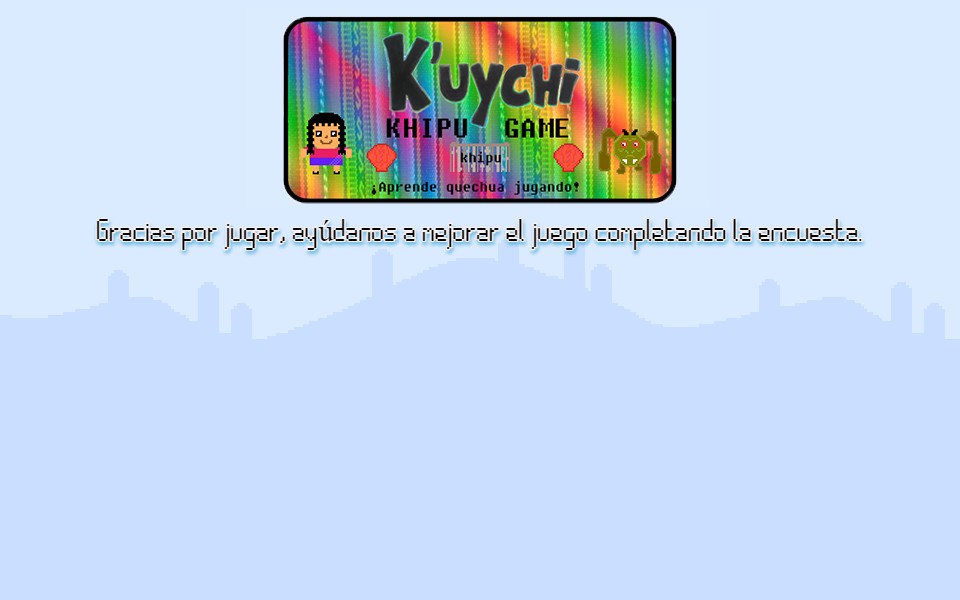 K'uychi
KHIPU GAME
khipu
¡Aprende quechua jugando!
Gracias por jugar, ayúdanos a mejorar el juego completando la encuesta.